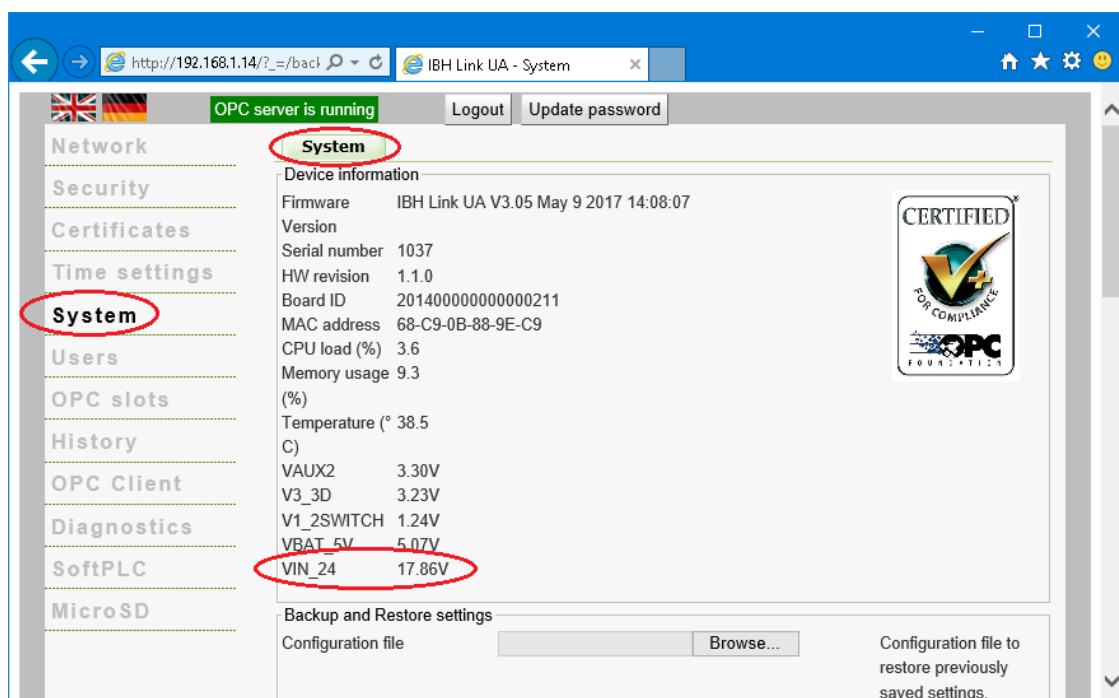 http://192.168.1.14/?_=/back
IBH Link UA - System
OPC server is running
Logout
Update password
Network
Security
Certificates
Time settings
System
Users
OPC slots
History
OPC Client
Diagnostics
SoftPLC
MicroSD
System
Device information
Firmware Version IBH Link UA V3.05 May 9 2017 14:08:07
Serial number 1037
HW revision 1.1.0
Board ID 201400000000000211
MAC address 68-C9-0B-88-9E-C9
CPU load (%) 3.6
Memory usage (%) 9.3
Temperature (° C) 38.5
VAUX2 3.30V
V3_3D 3.23V
V1_2SWITCH 1.24V
VBAT_5V 5.07V
VIN_24 17.86V
CERTIFIED
FOR COMPLIANCE
OPC
FOUNDATION
Backup and Restore settings
Configuration file
Browse...
Configuration file to
restore previously
saved settings.